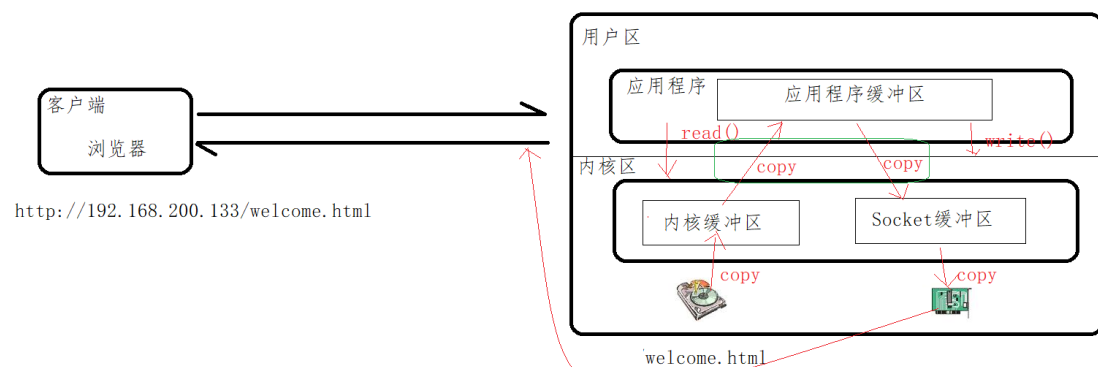 用户区
客户端
应用程序
应用程序缓冲区
浏览器
read()
write()
内核区
copy
copy
http://192.168.200.133/welcome.html
内核缓冲区
Socket缓冲区
copy
copy
welcome.html